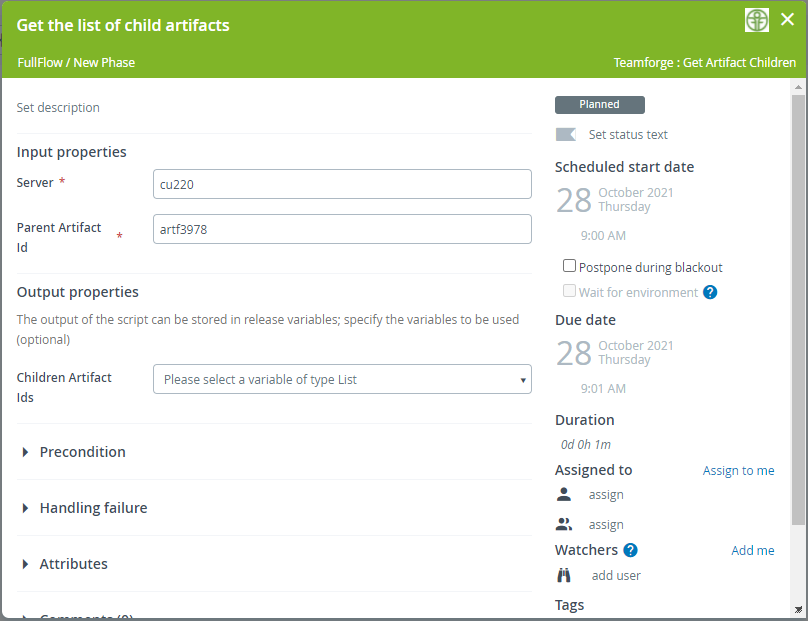 Get the list of child artifacts
FullFlow / New Phase
Teamforge : Get Artifact Children
Set description
Input properties
Server *
cu220
Parent Artifact
Id
*
artf3978
Output properties
The output of the script can be stored in release variables; specify the variables to be used
(optional)
Children Artifact
Ids
Please select a variable of type List
Precondition
Handling failure
Attributes
Comments (0)
Planned
Set status text
Scheduled start date
28
October 2021
Thursday
9:00 AM
Postpone during blackout
Wait for environment ?
Due date
28
October 2021
Thursday
9:01 AM
Duration
0d 0h 1m
Assigned to
Assign to me
assign
assign
Watchers ?
Add me
add user
Tags